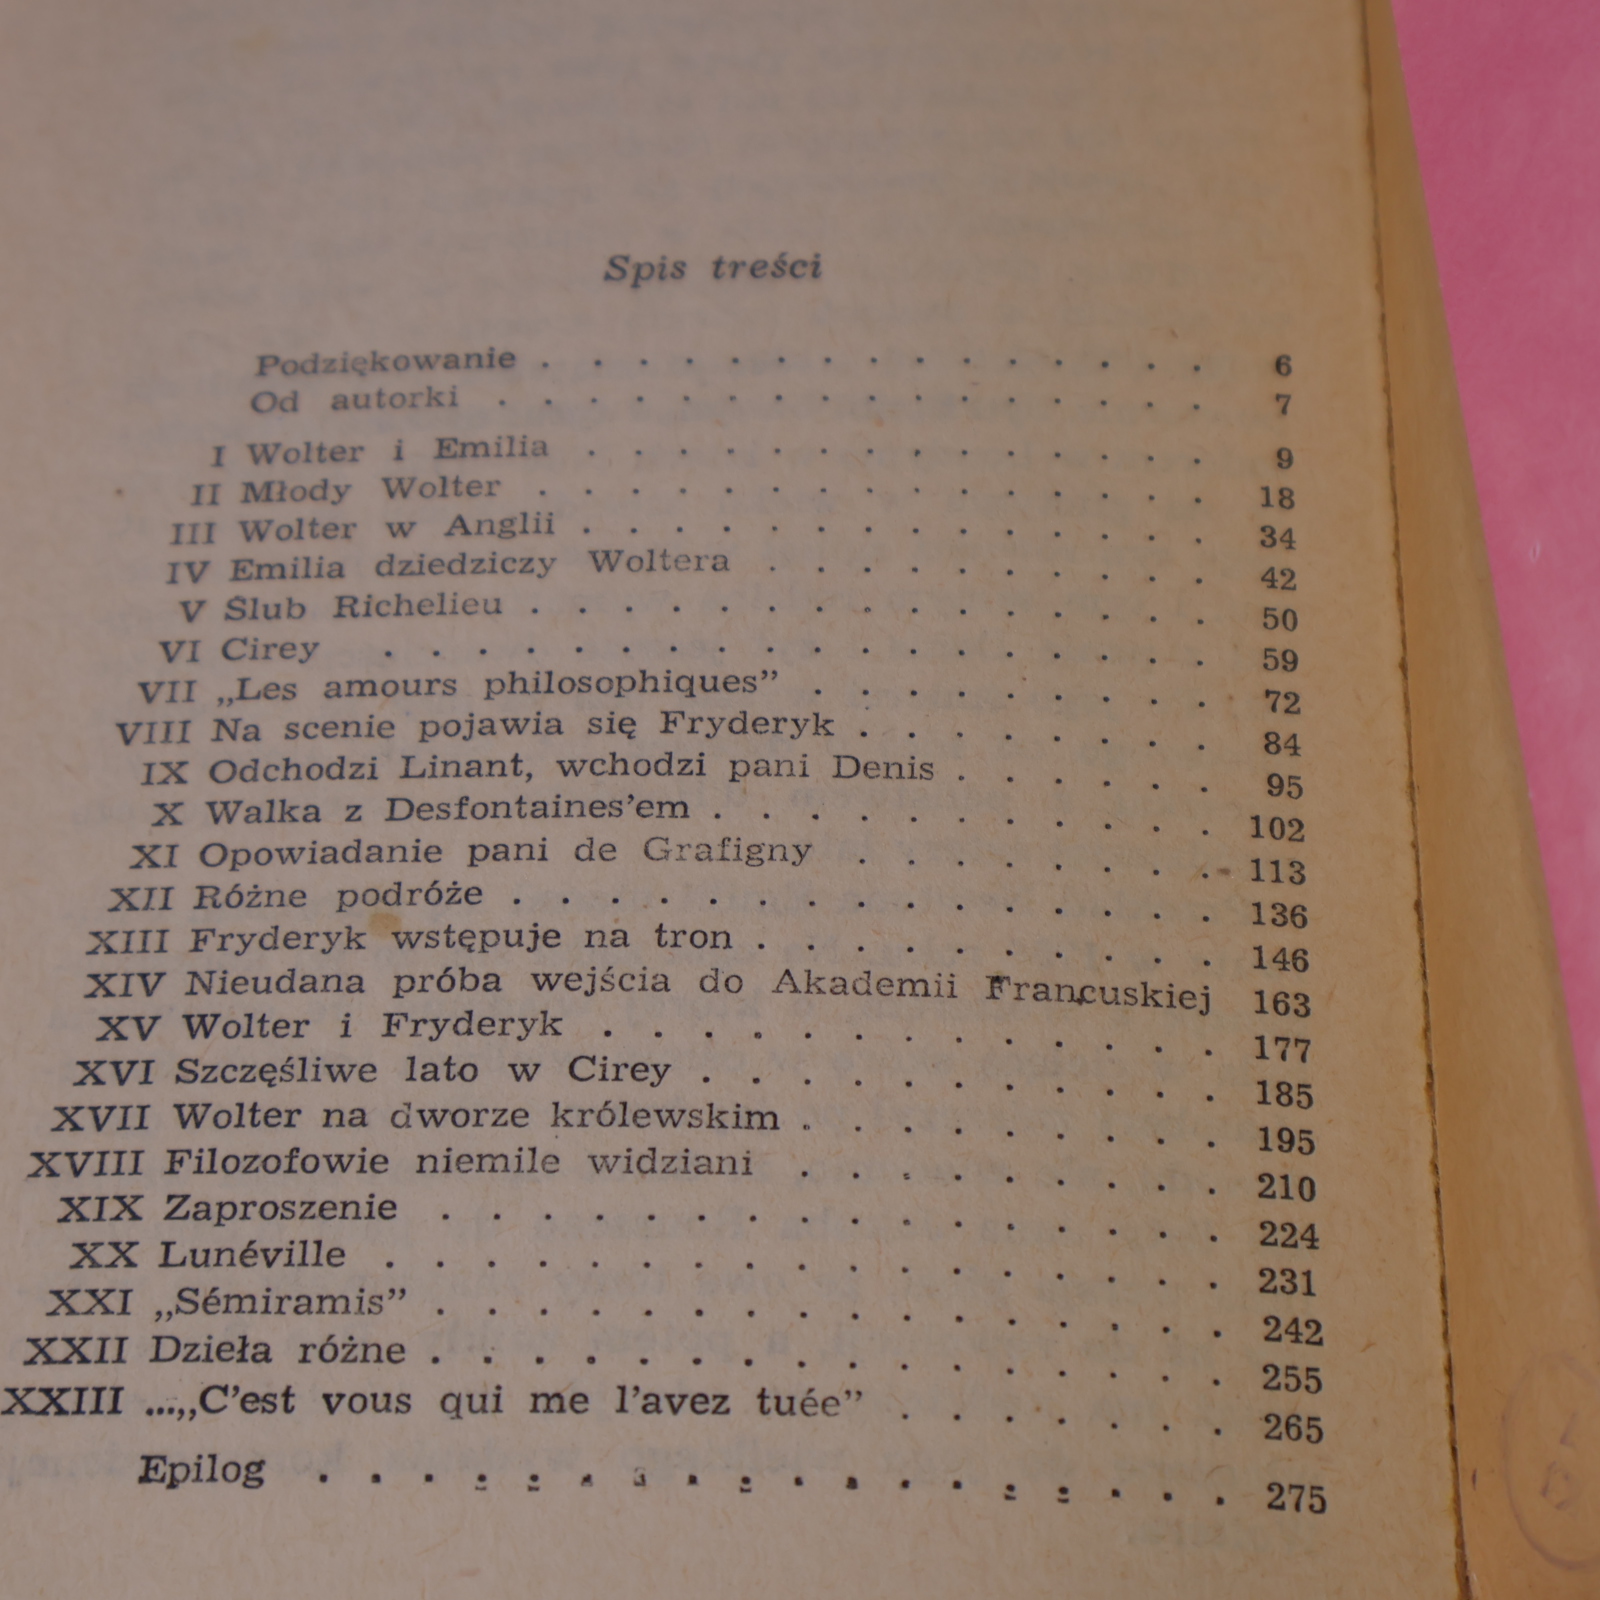 Spis treści
Podziękowanie . . . . . . . . . . . . . . 6
Od autorki . . . . . . . . . . . . . . . 7
I Wolter i Emilia . . . . . . . . . . . . . 9
II Młody Wolter . . . . . . . . . . . . . . 18
III Wolter w Anglii . . . . . . . . . . . . . 34
IV Emilia dziedziczy Woltera . . . . . . . . . . 42
V Ślub Richelieu . . . . . . . . . . . . . . 50
VI Cirey . . . . . . . . . . . . . . . . . . 59
VII „Les amours philosophiques” . . . . . . . . . 72
VIII Na scenie pojawia się Fryderyk . . . . . . . . 84
IX Odchodzi Linant, wchodzi pani Denis . . . . . . 95
X Walka z Desfontaines’em . . . . . . . . . . . 102
XI Opowiadanie pani de Grafigny . . . . . . . . 113
XII Różne podróże . . . . . . . . . . . . . . . 136
XIII Fryderyk wstępuje na tron . . . . . . . . . . 146
XIV Nieudana próba wejścia do Akademii Francuskiej 163
XV Wolter i Fryderyk . . . . . . . . . . . . . 177
XVI Szczęśliwe lato w Cirey . . . . . . . . . . . 185
XVII Wolter na dworze królewskim . . . . . . . . . 195
XVIII Filozofowie niemile widziani . . . . . . . . . 210
XIX Zaproszenie . . . . . . . . . . . . . . . . 224
XX Lunéville . . . . . . . . . . . . . . . . . 231
XXI „Sémiramis” . . . . . . . . . . . . . . . . 242
XXII Dzieła różne . . . . . . . . . . . . . . . . 255
XXIII ...„C’est vous qui me l’avez tuée” . . . . . . . 265
Epilog . . . . . . . . . . . . . . . . . . 275